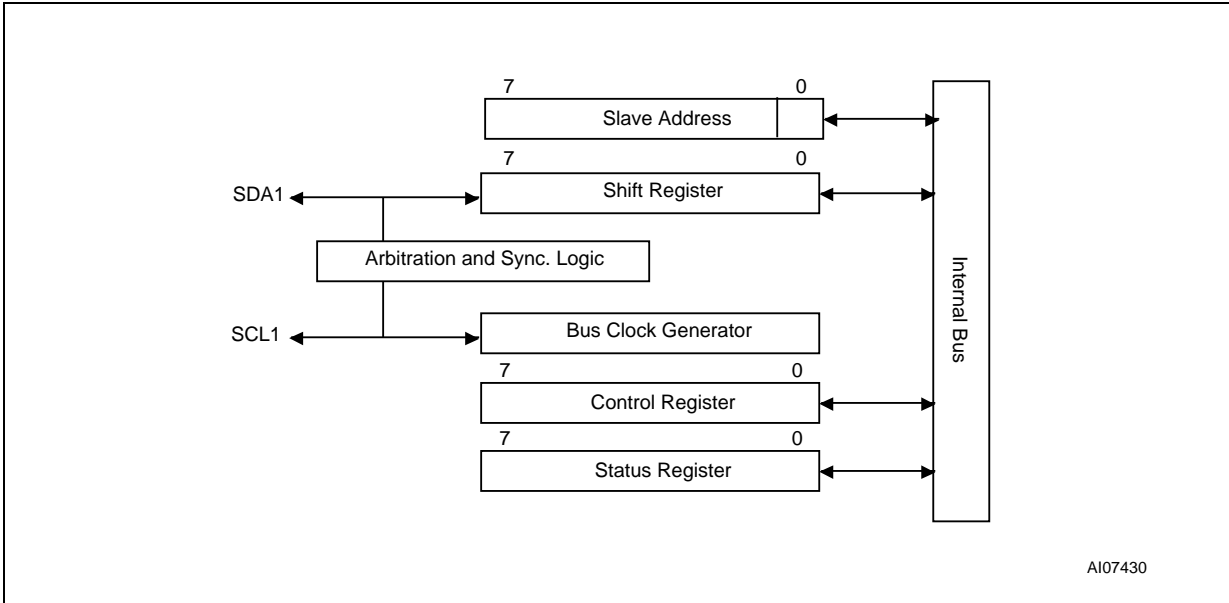 7 0
Slave Address
7 0
SDA1
Shift Register
Arbitration and Sync. Logic
Internal Bus
SCL1
Bus Clock Generator
7 0
Control Register
7 0
Status Register
AI07430